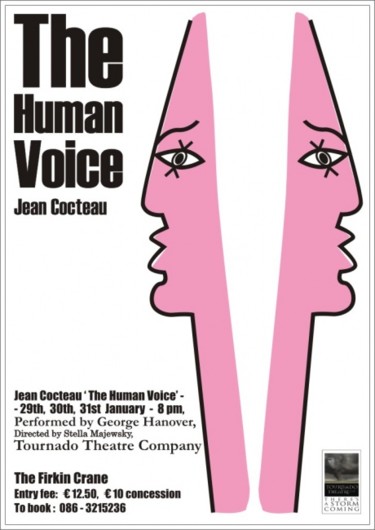 The
Human
Voice
Jean Cocteau
Jean Cocteau ' The Human Voice' -
- 29th, 30th, 31st January - 8 pm,
Performed by George Hanover,
Directed by Stella Majewsky,
Tournado Theatre Company
The Firkin Crane
Entry fee: € 12.50, € 10 concession
To book : 086 - 3215236
TOURNADO
THEATRE
THERE'S
A STORM
COMING